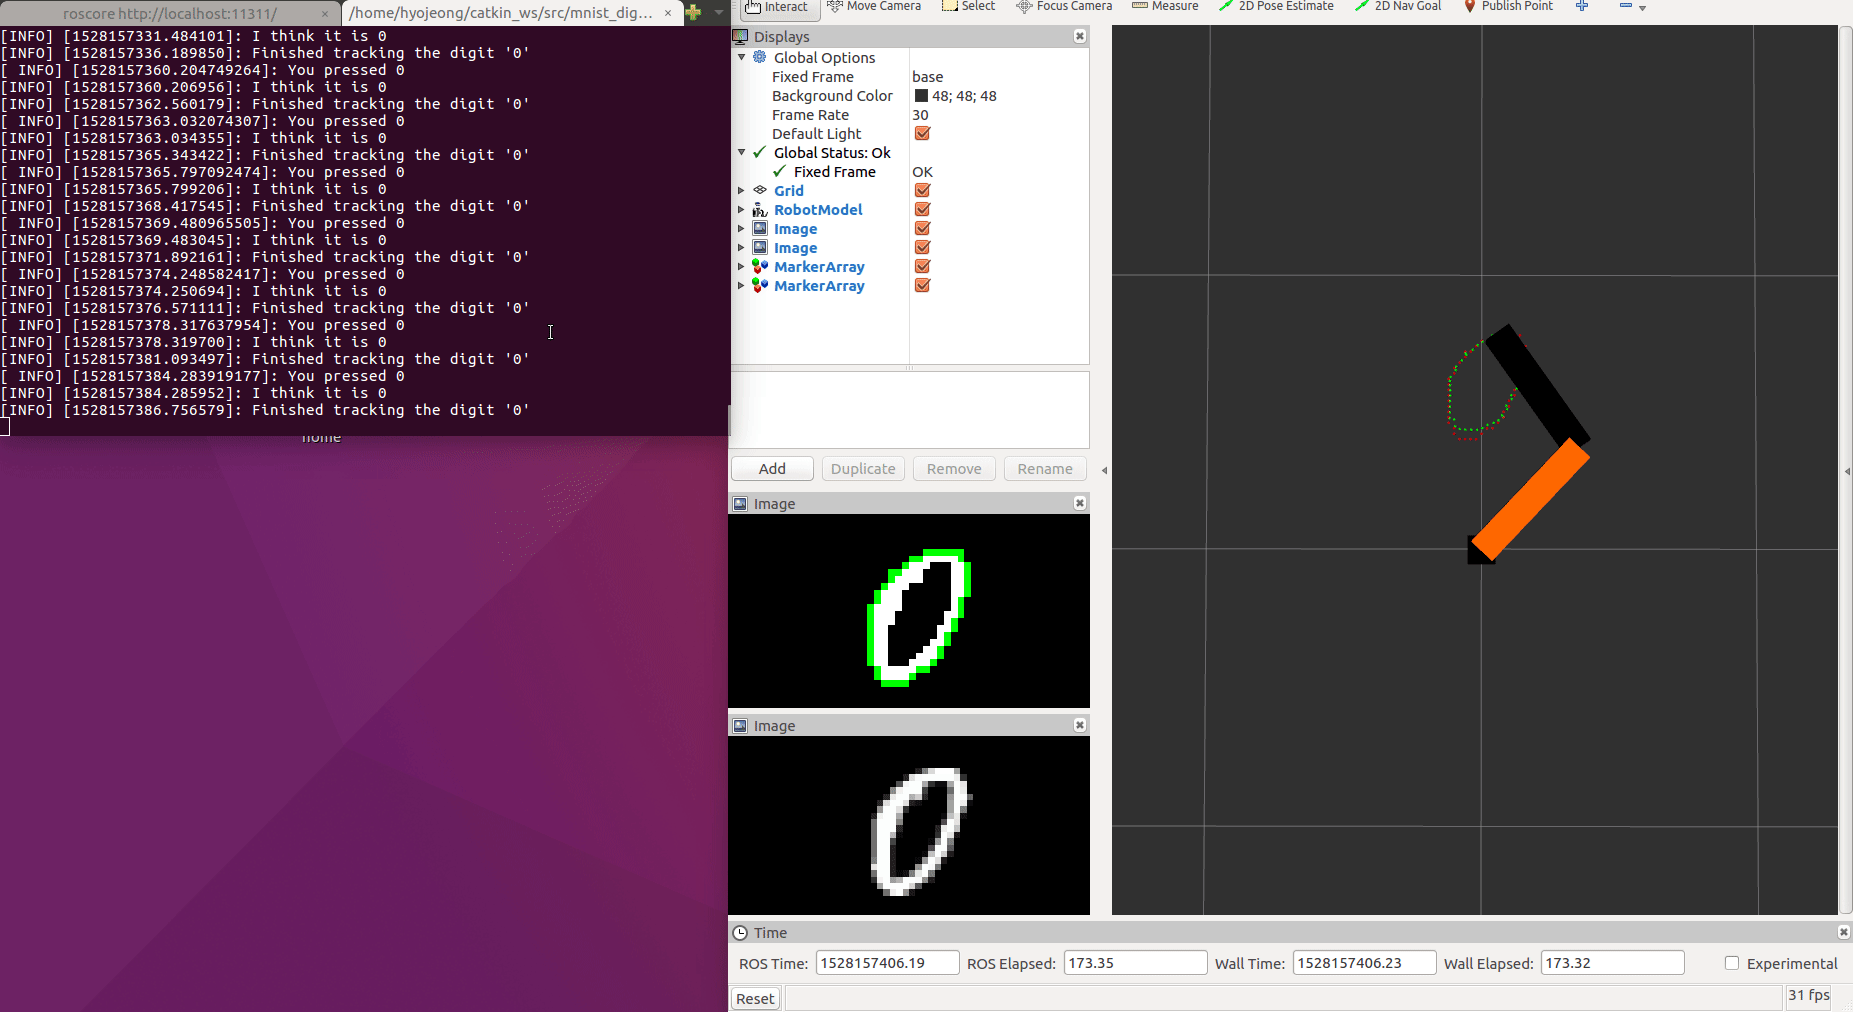 roscore http://localhost:11311/ ×
/home/hyojeong/catkin_ws/src/mnist_dig... ×
[INFO] [1528157331.484101]: I think it is 0
[INFO] [1528157336.189850]: Finished tracking the digit '0'
[ INFO] [1528157360.204749264]: You pressed 0
[INFO] [1528157360.206956]: I think it is 0
[INFO] [1528157362.560179]: Finished tracking the digit '0'
[ INFO] [1528157363.032074307]: You pressed 0
[INFO] [1528157363.034355]: I think it is 0
[INFO] [1528157365.343422]: Finished tracking the digit '0'
[ INFO] [1528157365.797092474]: You pressed 0
[INFO] [1528157365.799206]: I think it is 0
[INFO] [1528157368.417545]: Finished tracking the digit '0'
[ INFO] [1528157369.480965505]: You pressed 0
[INFO] [1528157369.483045]: I think it is 0
[INFO] [1528157371.892161]: Finished tracking the digit '0'
[ INFO] [1528157374.248582417]: You pressed 0
[INFO] [1528157374.250694]: I think it is 0
[INFO] [1528157376.571111]: Finished tracking the digit '0'
[ INFO] [1528157378.317637954]: You pressed 0
[INFO] [1528157378.319700]: I think it is 0
[INFO] [1528157381.093497]: Finished tracking the digit '0'
[ INFO] [1528157384.283919177]: You pressed 0
[INFO] [1528157384.285952]: I think it is 0
[INFO] [1528157386.756579]: Finished tracking the digit '0'
home
Interact Move Camera Select Focus Camera Measure 2D Pose Estimate 2D Nav Goal Publish Point
Displays
Global Options
Fixed Frame base
Background Color 48; 48; 48
Frame Rate 30
Default Light
Global Status: Ok
Fixed Frame OK
Grid
RobotModel
Image
Image
MarkerArray
MarkerArray
Add Duplicate Remove Rename
Image
0
Image
0
Time
ROS Time: 1528157406.19 ROS Elapsed: 173.35 Wall Time: 1528157406.23 Wall Elapsed: 173.32 Experimental
Reset 31 fps